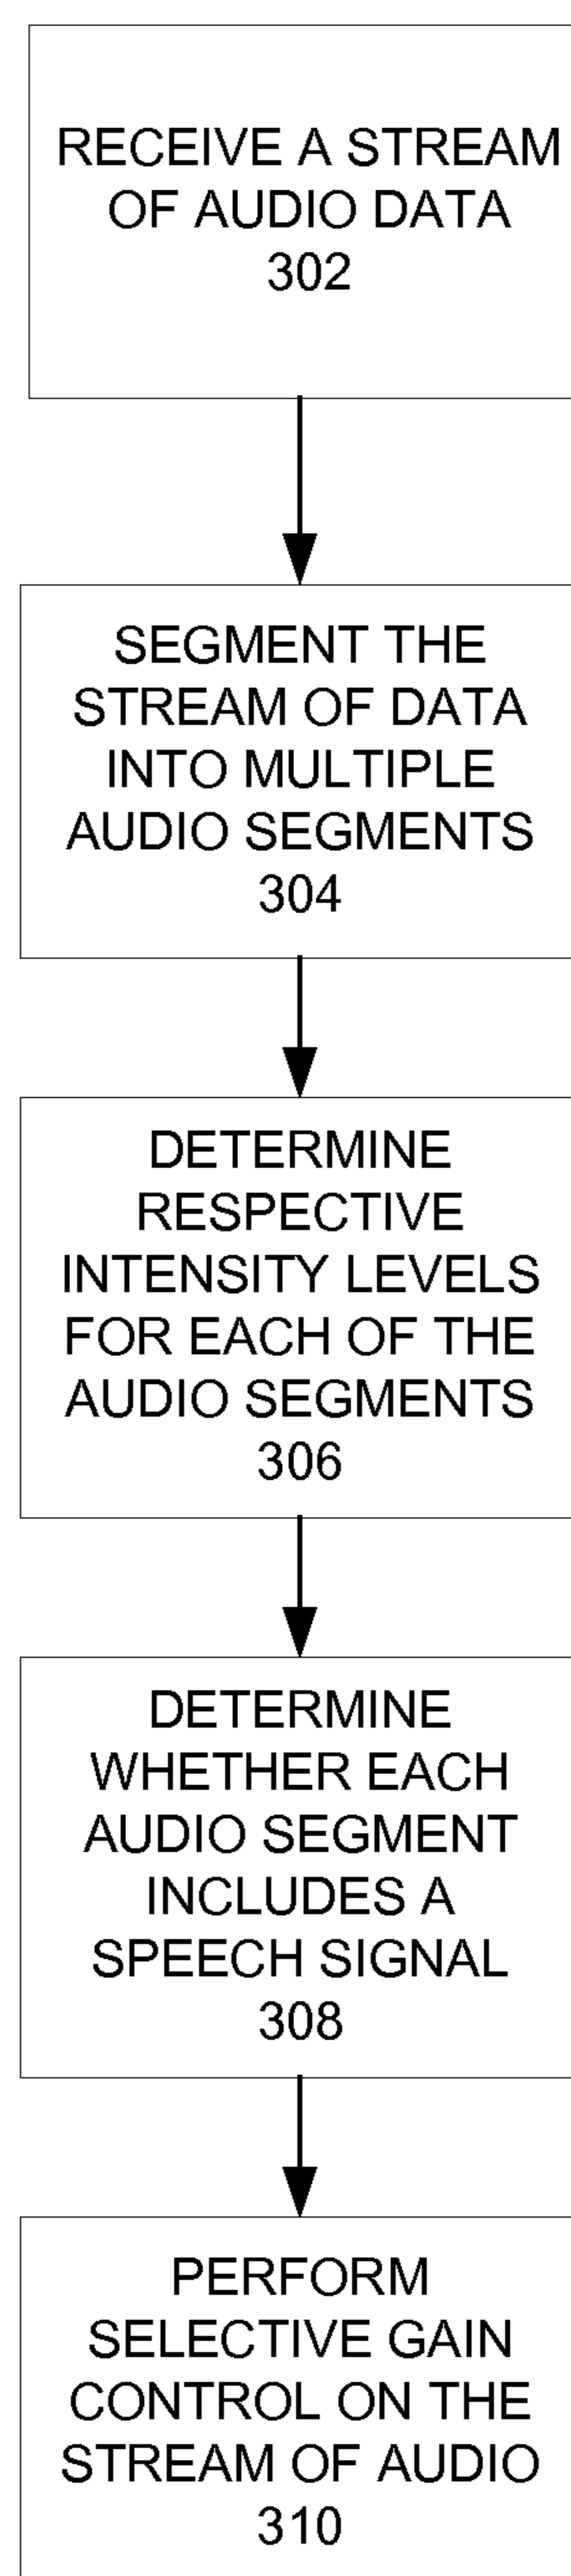 RECEIVE A STREAM
OF AUDIO DATA
302
SEGMENT THE
STREAM OF DATA
INTO MULTIPLE
AUDIO SEGMENTS
304
DETERMINE
RESPECTIVE
INTENSITY LEVELS
FOR EACH OF THE
AUDIO SEGMENTS
306
DETERMINE
WHETHER EACH
AUDIO SEGMENT
INCLUDES A
SPEECH SIGNAL
308
PERFORM
SELECTIVE GAIN
CONTROL ON THE
STREAM OF AUDIO
310